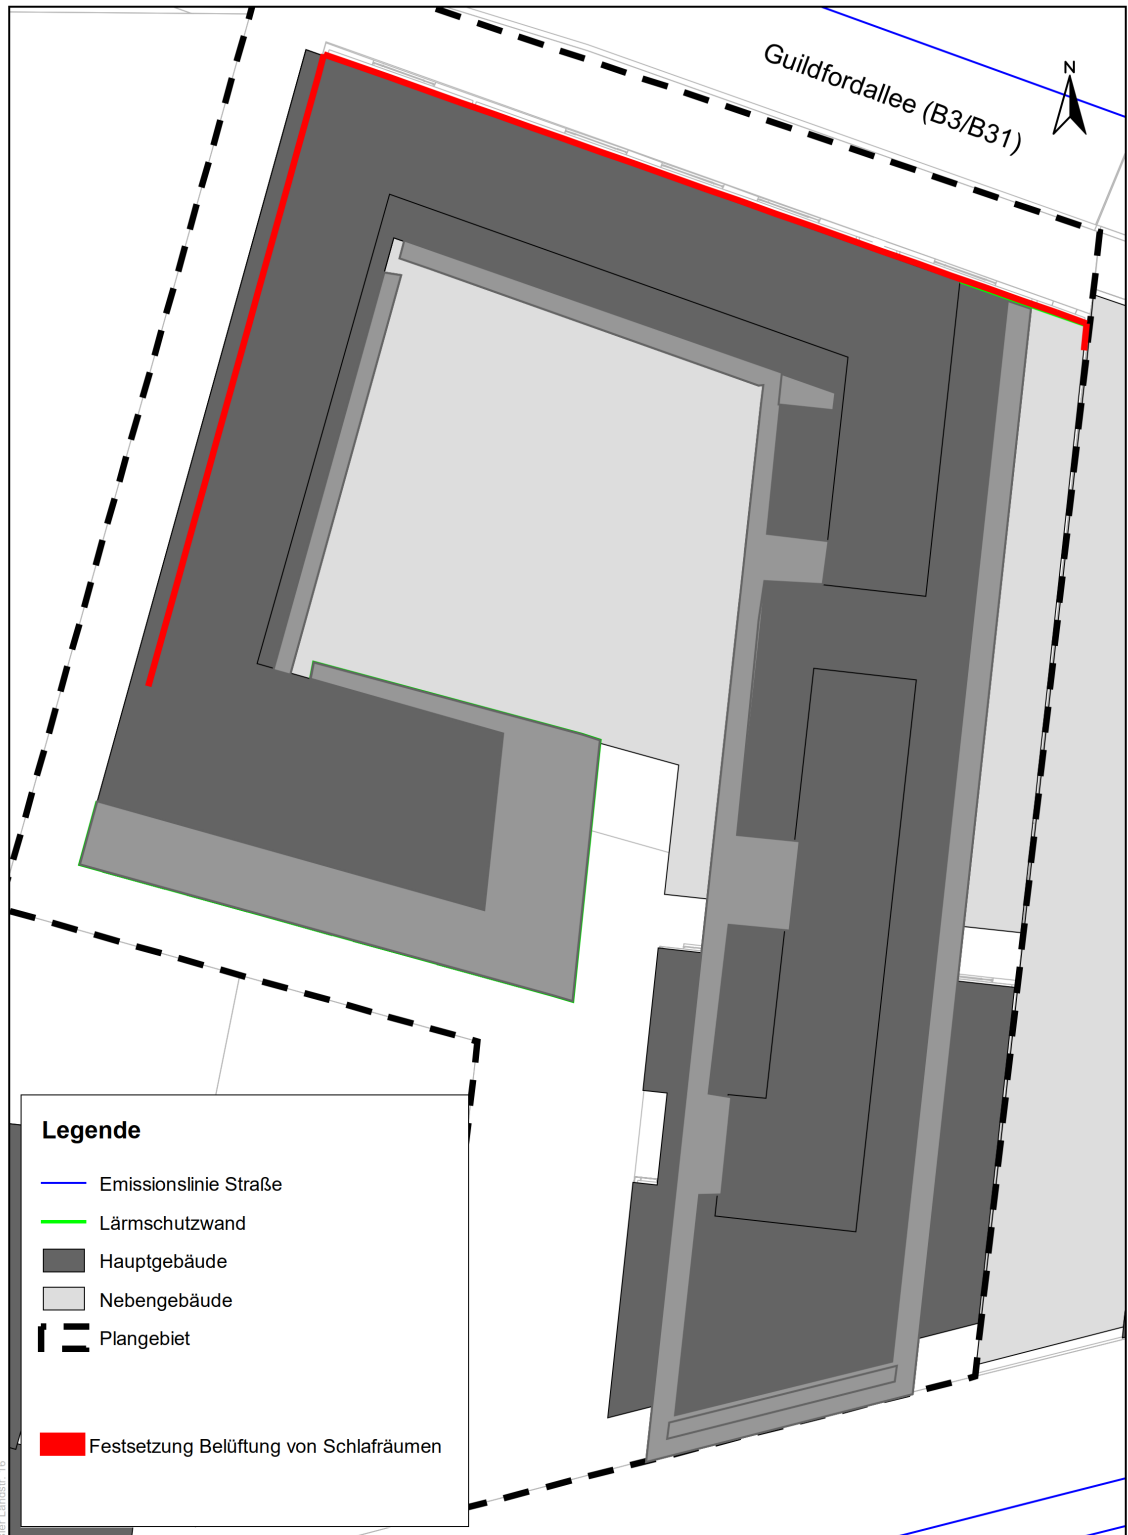 Guildfordallee (B3/B31)
N
Legende
Emissionslinie Straße
Lärmschutzwand
Hauptgebäude
Nebengebäude
Plangebiet
Festsetzung Belüftung von Schlafräumen